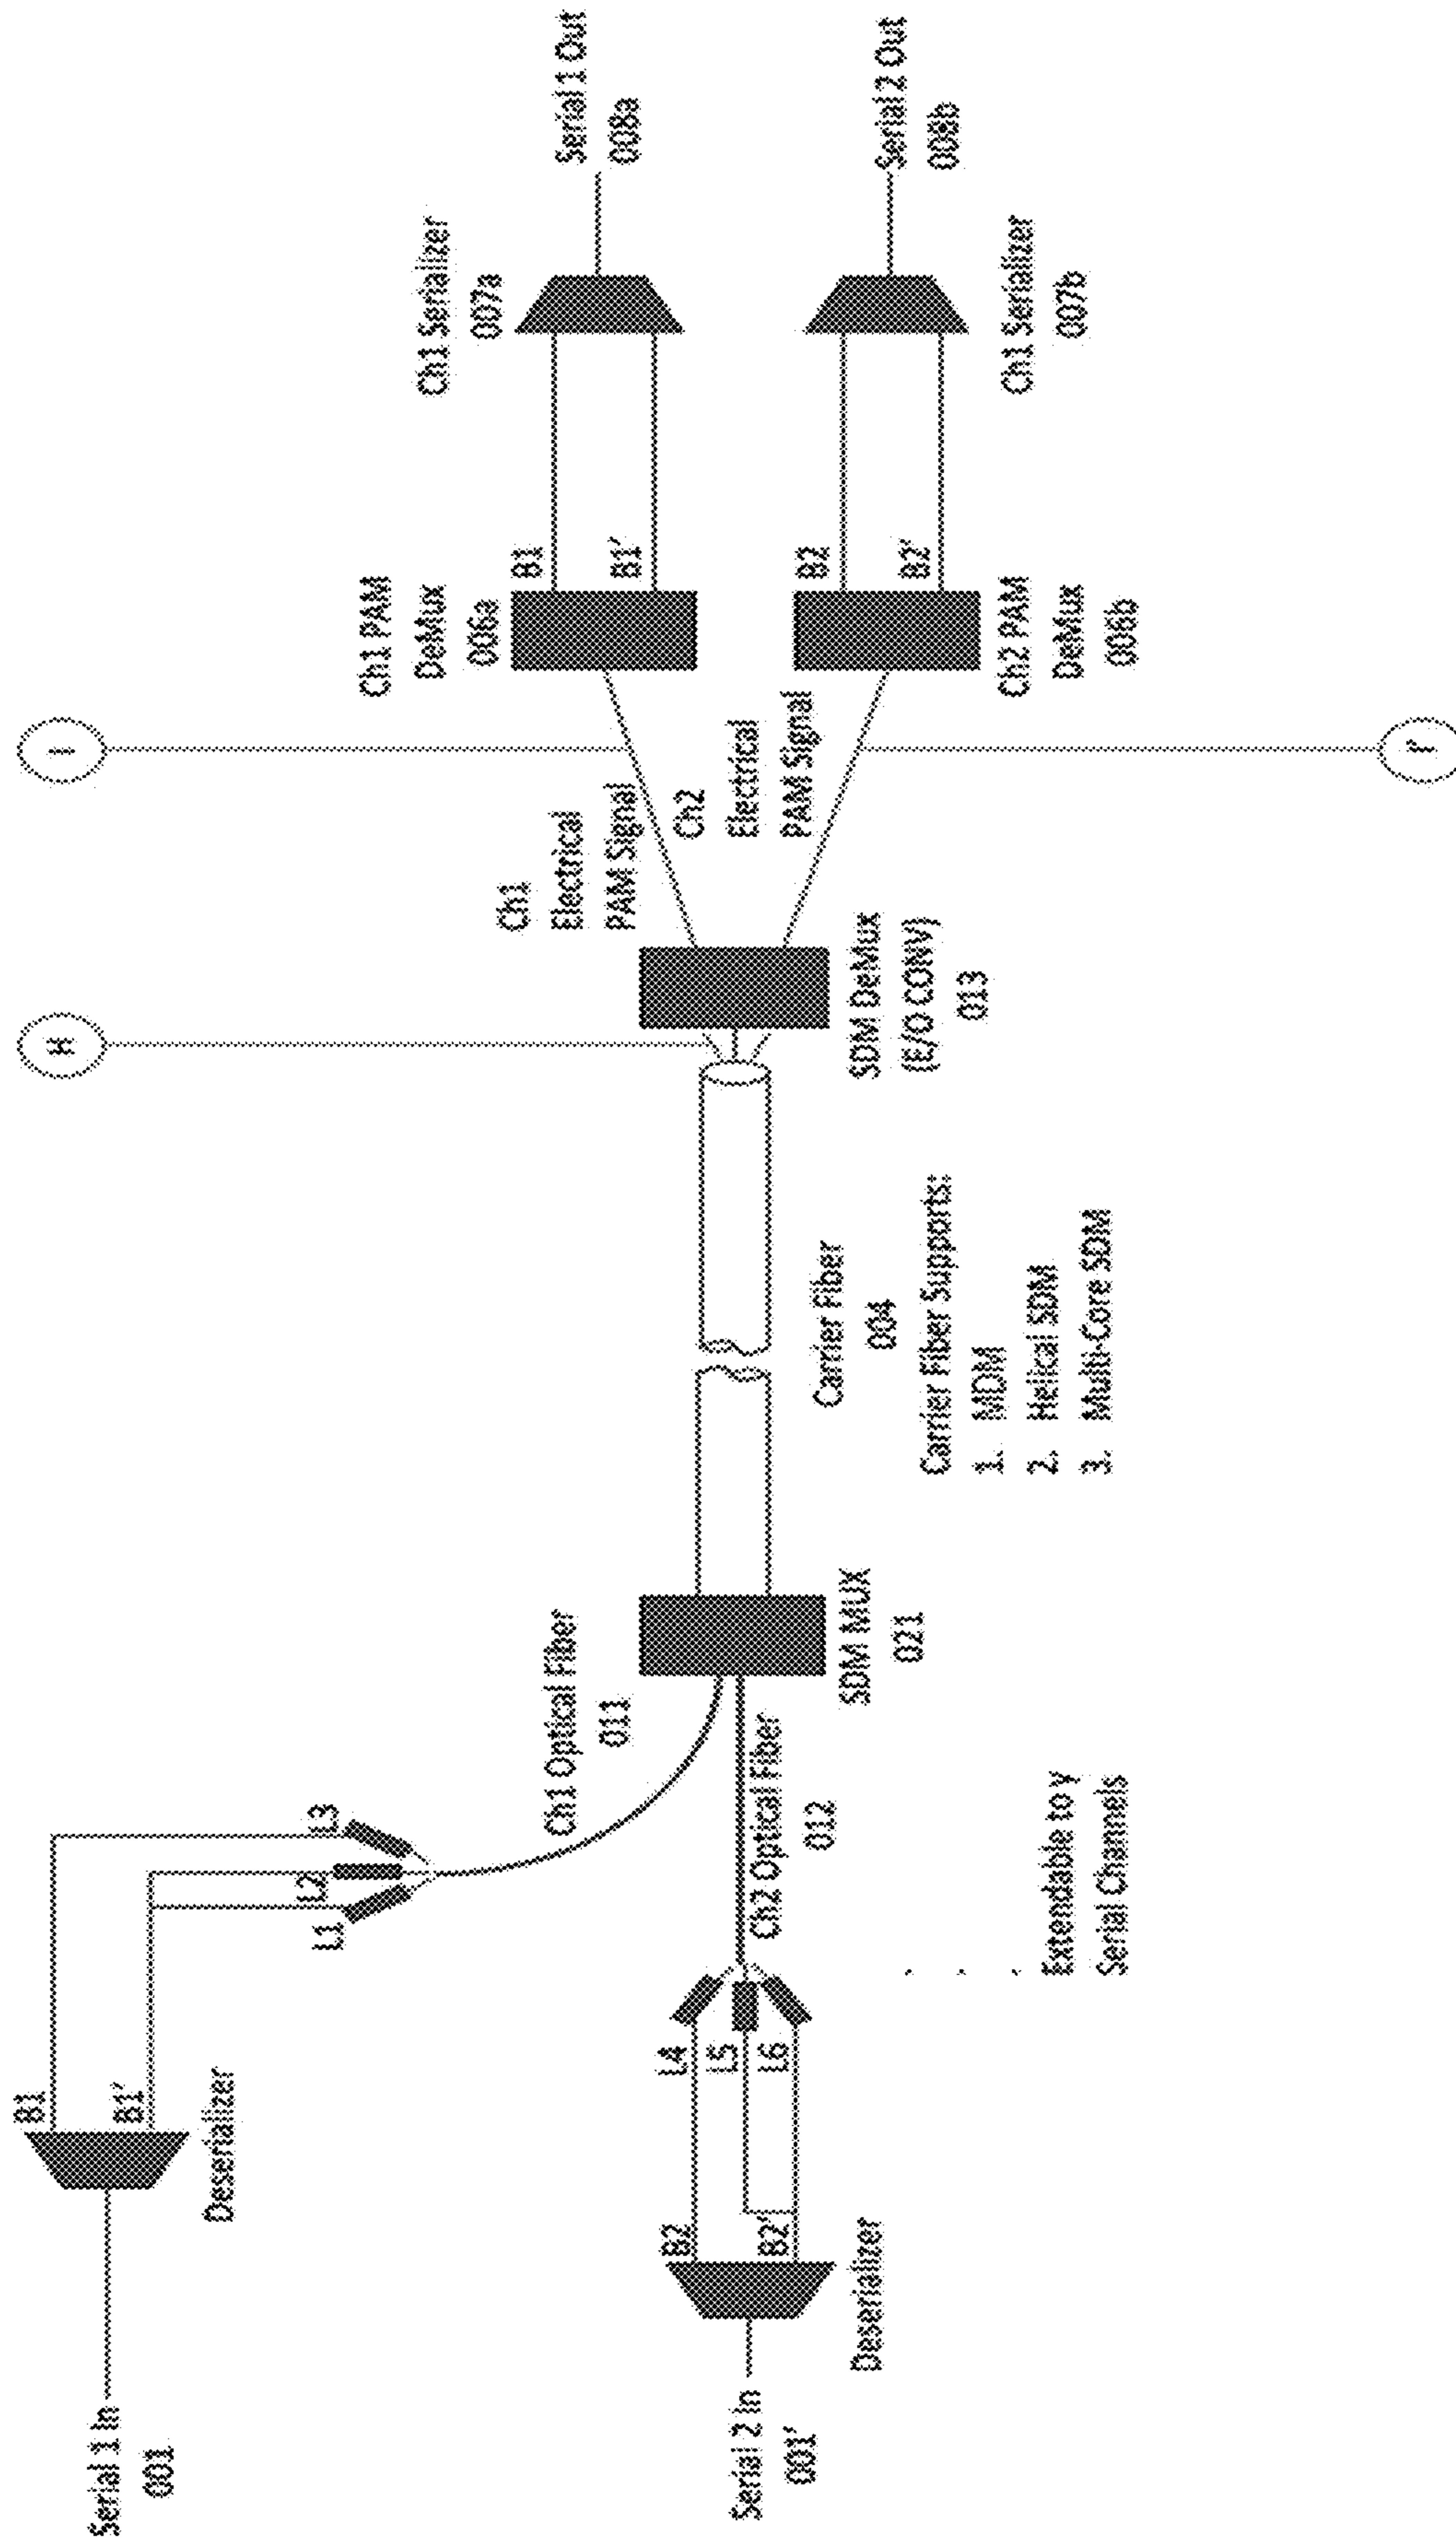 Serial 1 In
001
B1
B1'
Deserializer
L1
L2
L3
Ch1 Optical Fiber
011
Serial 2 In
001'
B2
B2'
Deserializer
L4
L5
L6
Ch2 Optical Fiber
012
Extendable to y
Serial Channels
SDM MUX
021
Carrier Fiber
004
Carrier Fiber Supports:
1. MDM
2. Helical SDM
3. Multi-Core SDM
H
SDM DeMux
(E/O CONV)
013
Ch1
Electrical
PAM Signal
Ch2
Electrical
PAM Signal
I
I'
Ch1 PAM
DeMux
006a
B1
B1'
Ch1 Serializer
007a
Serial 1 Out
008a
Ch2 PAM
DeMux
006b
B2
B2'
Ch1 Serializer
007b
Serial 2 Out
008b